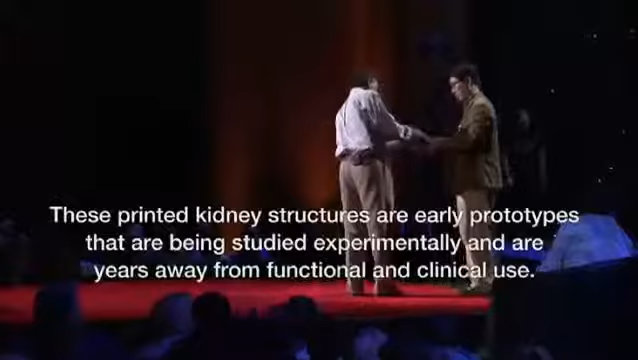 These printed kidney structures are early prototypes
that are being studied experimentally and are
years away from functional and clinical use.